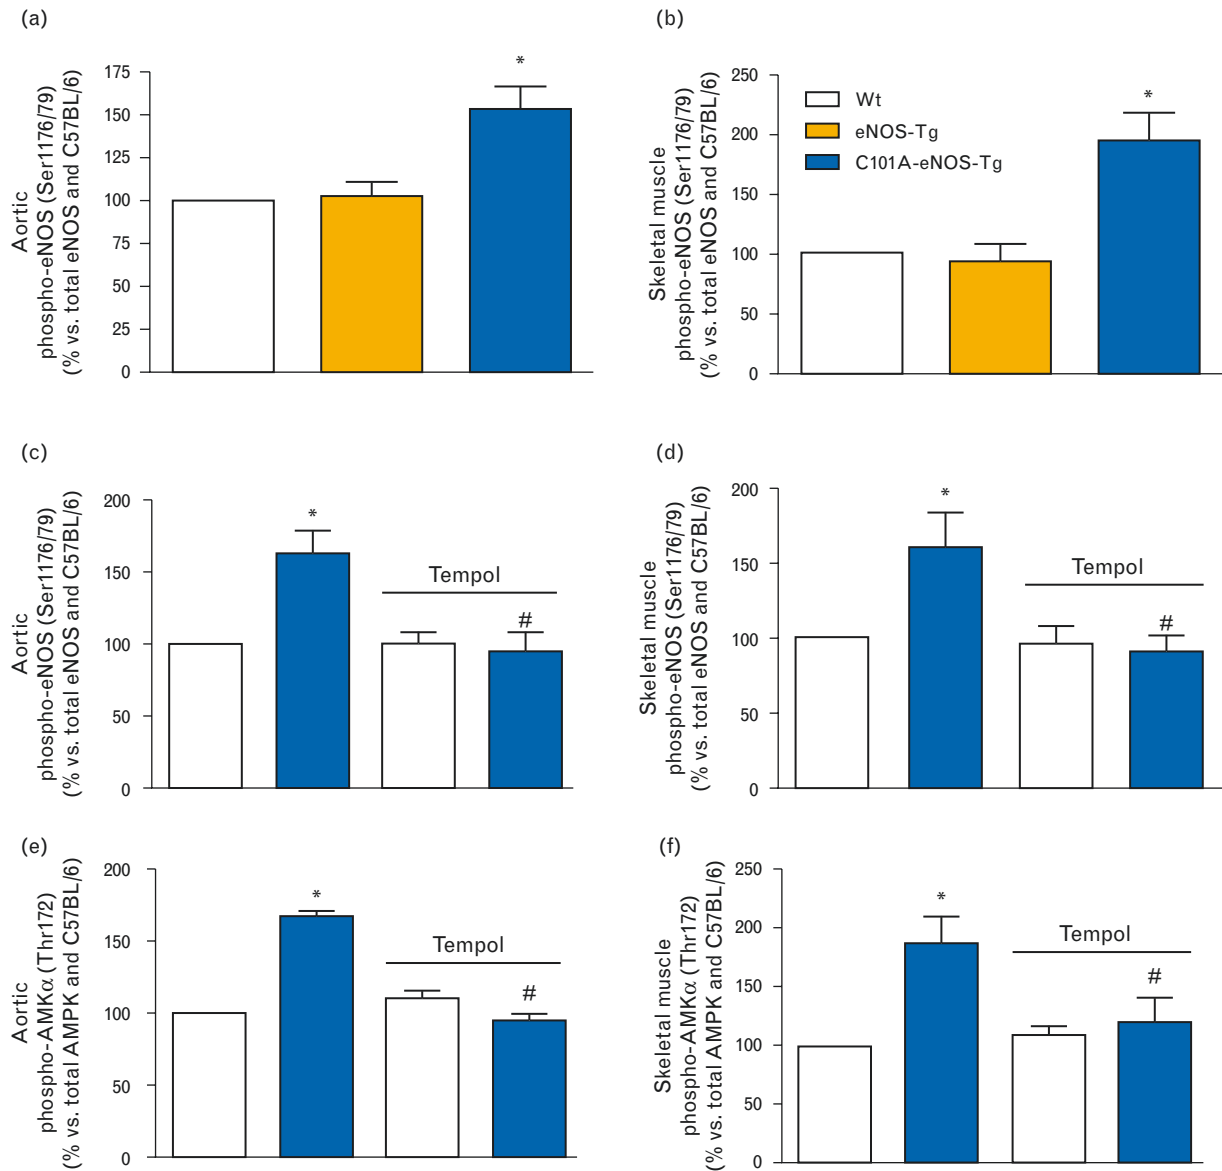 (a)
Aortic
phospho-eNOS (Ser1176/79)
(% vs. total eNOS and C57BL/6)
175
150
125
100
75
50
25
0
*
(b)
Skeletal muscle
phospho-eNOS (Ser1176/79)
(% vs. total eNOS and C57BL/6)
250
200
150
100
50
0
Wt
eNOS-Tg
C101A-eNOS-Tg
*
(c)
Aortic
phospho-eNOS (Ser1176/79)
(% vs. total eNOS and C57BL/6)
200
150
100
50
0
*
Tempol
#
(d)
Skeletal muscle
phospho-eNOS (Ser1176/79)
(% vs. total eNOS and C57BL/6)
200
150
100
50
0
*
Tempol
#
(e)
Aortic
phospho-AMKα (Thr172)
(% vs. total AMPK and C57BL/6)
200
150
100
50
0
*
Tempol
#
(f)
Skeletal muscle
phospho-AMKα (Thr172)
(% vs. total AMPK and C57BL/6)
250
200
150
100
50
0
*
Tempol
#